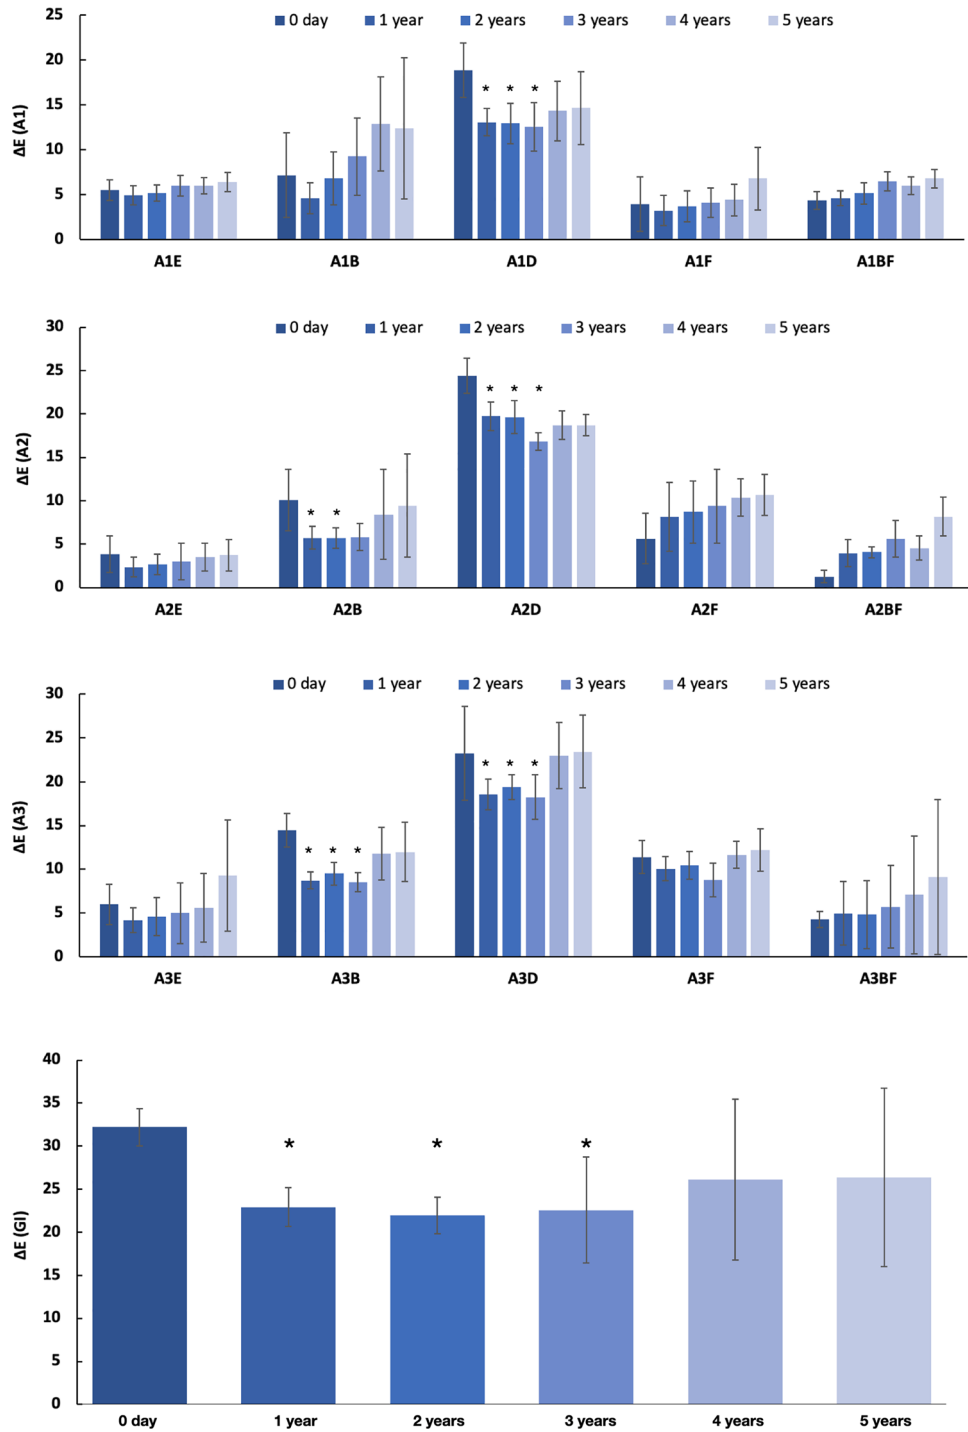 0 day 1 year 2 years 3 years 4 years 5 years
ΔE (A1)
25
20
15
10
5
0
* * *
A1E A1B A1D A1F A1BF
0 day 1 year 2 years 3 years 4 years 5 years
ΔE (A2)
30
25
20
15
10
5
0
* * * * *
A2E A2B A2D A2F A2BF
0 day 1 year 2 years 3 years 4 years 5 years
ΔE (A3)
30
25
20
15
10
5
0
* * * * * *
A3E A3B A3D A3F A3BF
ΔE (GI)
40
35
30
25
20
15
10
5
0
* * *
0 day 1 year 2 years 3 years 4 years 5 years